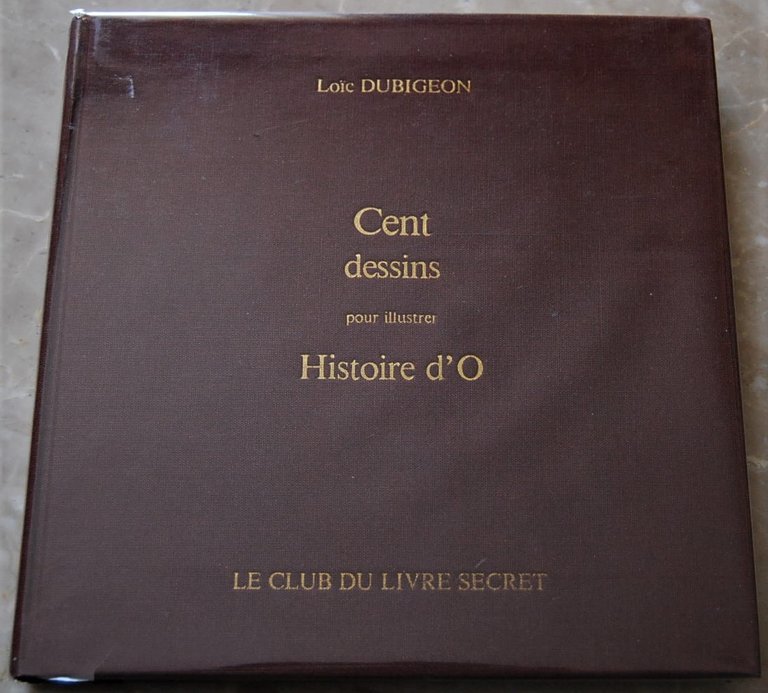 Loïc DUBIGEON
Cent
dessins
pour illustrer
Histoire d'O
LE CLUB DU LIVRE SECRET